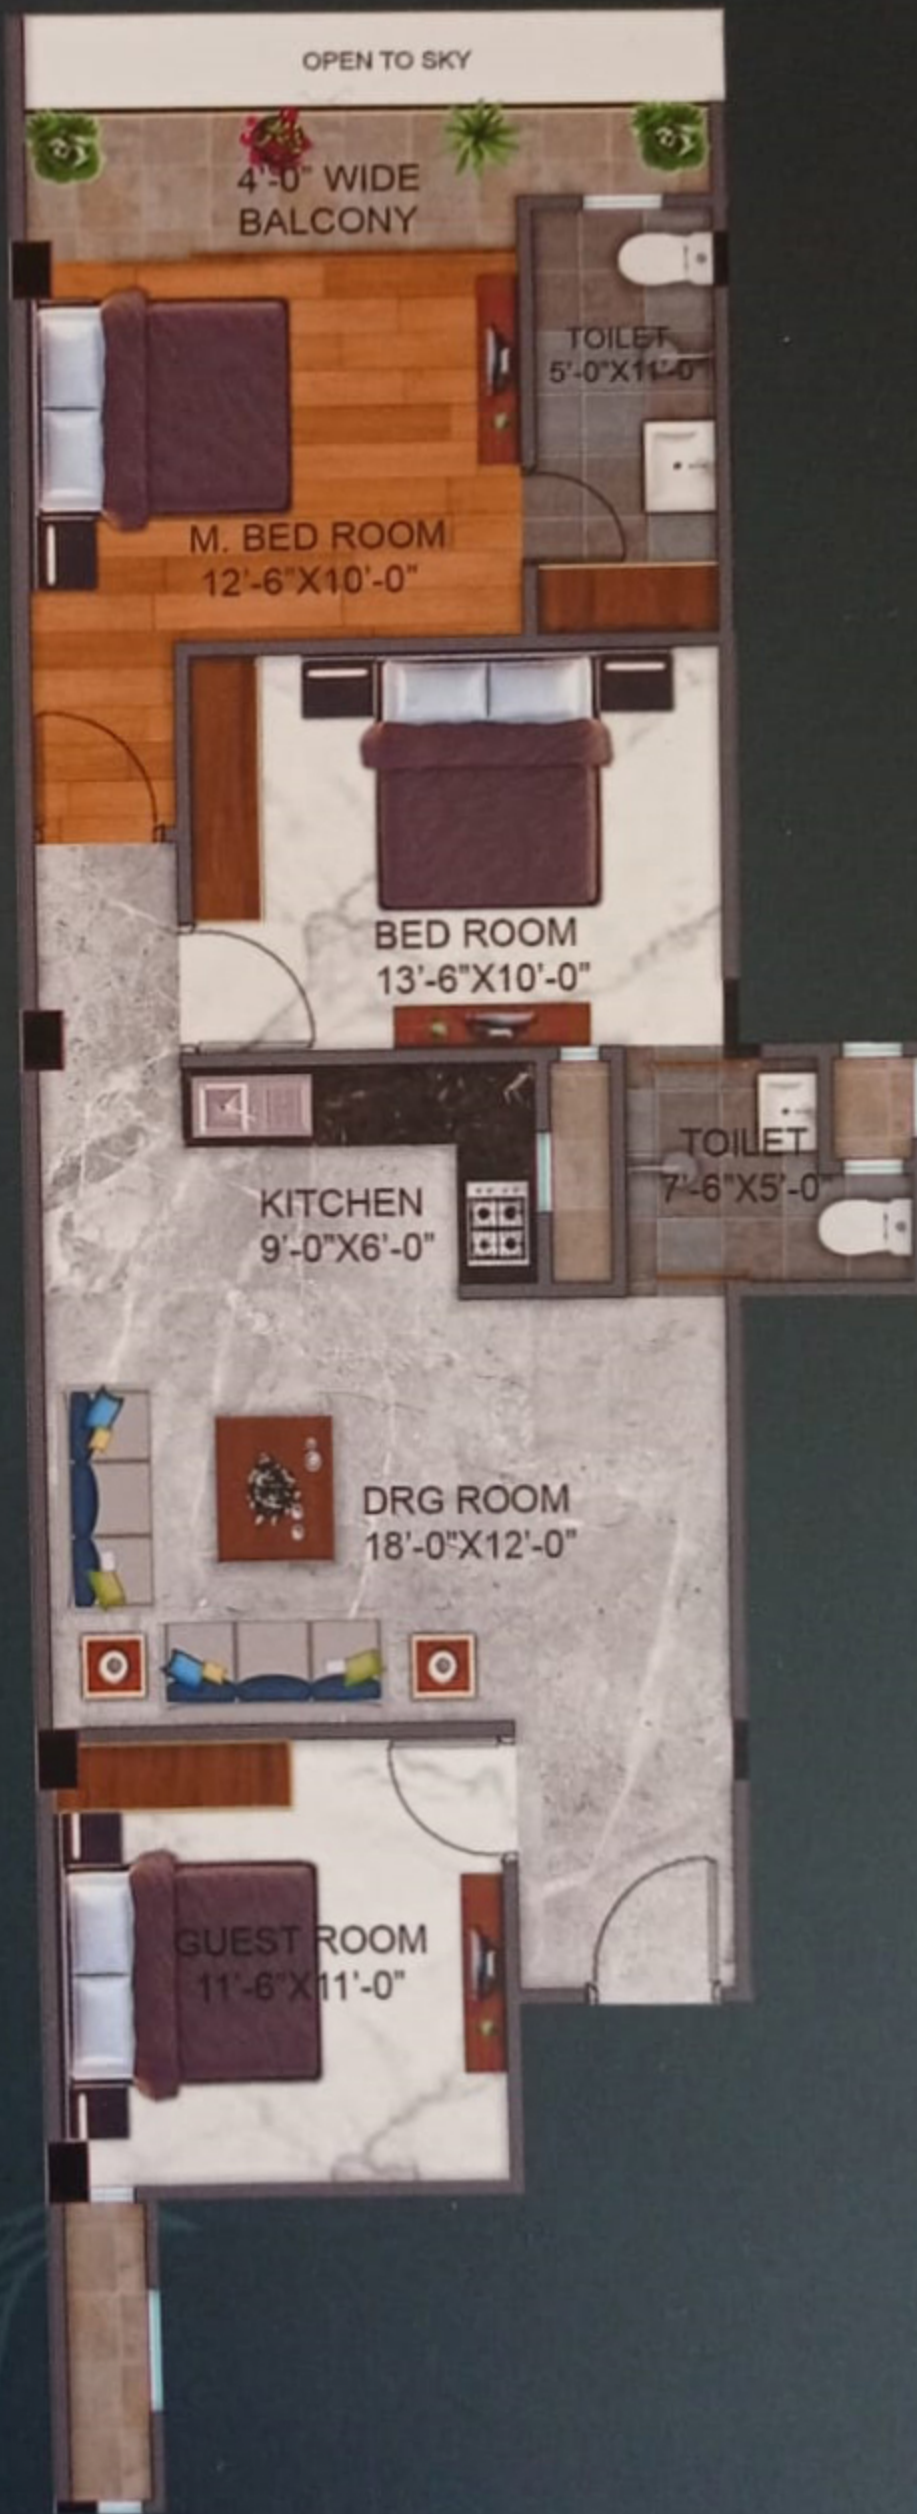 OPEN TO SKY
4'-0" WIDE
BALCONY
TOILET
5'-0"X11'-0"
M. BED ROOM
12'-6"X10'-0"
BED ROOM
13'-6"X10'-0"
TOILET
7'-6"X5'-0"
KITCHEN
9'-0"X6'-0"
DRG ROOM
18'-0"X12'-0"
GUEST ROOM
11'-6"X11'-0"